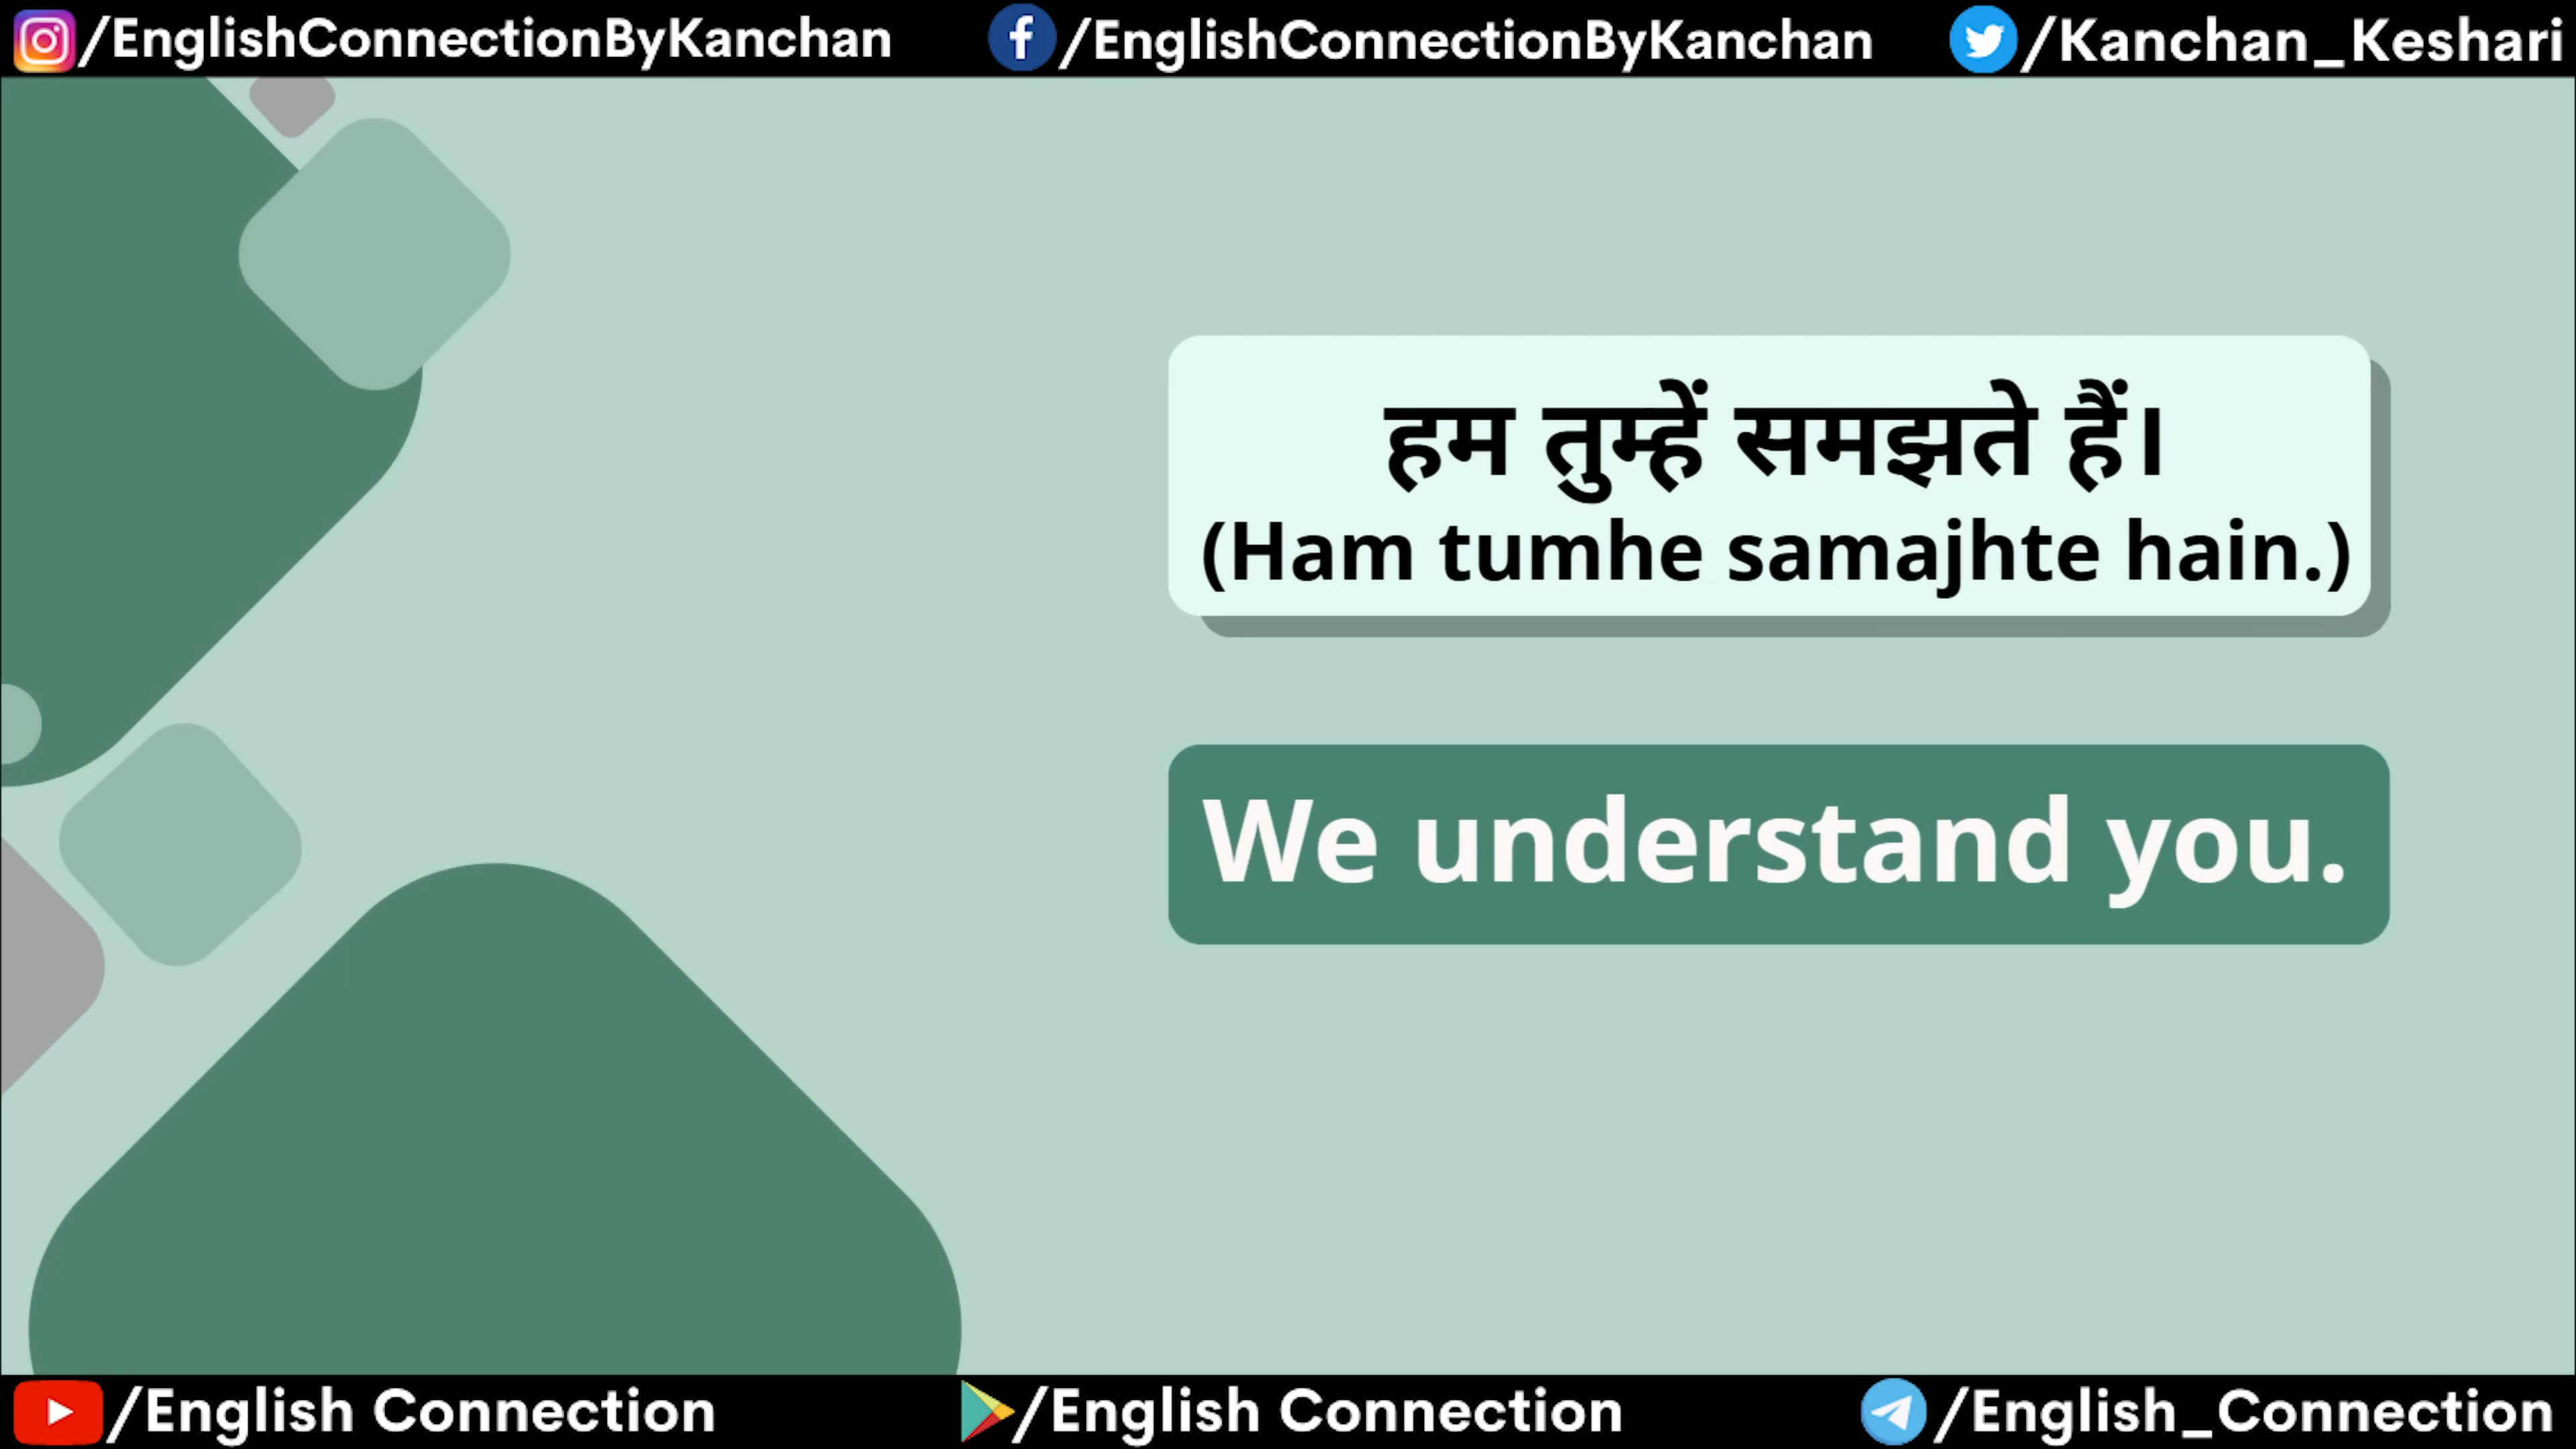 /EnglishConnectionByKanchan /EnglishConnectionByKanchan /Kanchan_Keshari
हम तुम्हें समझते हैं।
(Ham tumhe samajhte hain.)
We understand you.
/English Connection /English Connection /English_Connection